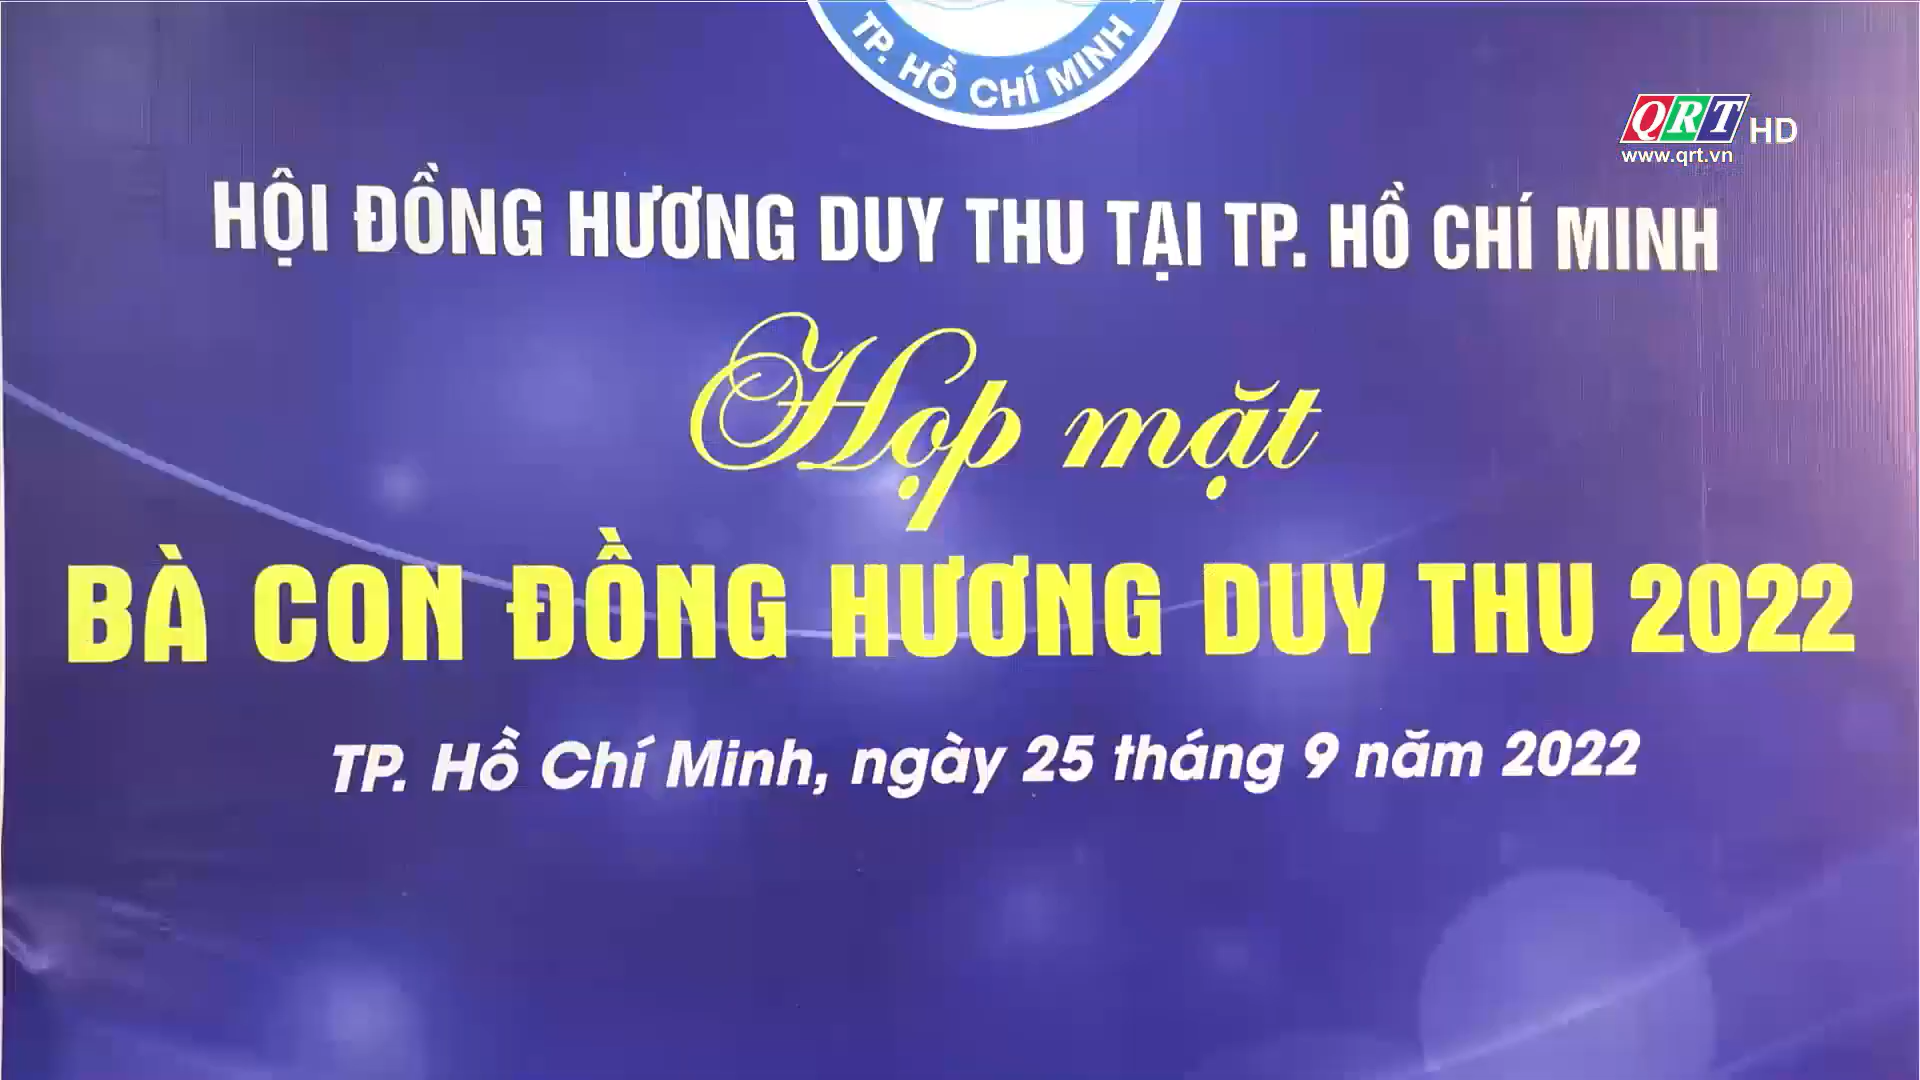 TP. HỒ CHÍ MINH
QRT HD
www.qrt.vn
HỘI ĐỒNG HƯƠNG DUY THU TẠI TP. HỒ CHÍ MINH
Họp mặt
BÀ CON ĐỒNG HƯƠNG DUY THU 2022
TP. Hồ Chí Minh, ngày 25 tháng 9 năm 2022